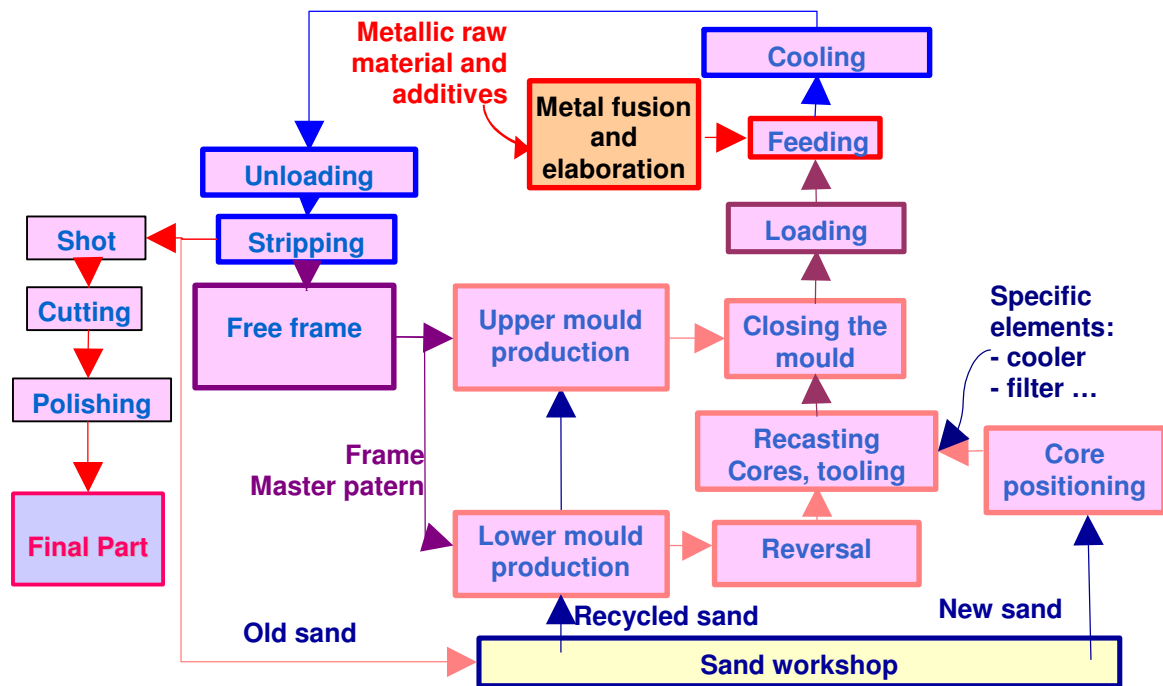 Metallic raw
material and
additives
Cooling
Metal fusion
and
elaboration
Feeding
Unloading
Loading
Shot
Stripping
Cutting
Free frame
Upper mould
production
Closing the
mould
Specific
elements:
- cooler
- filter …
Polishing
Frame
Master patern
Recasting
Cores, tooling
Core
positioning
Final Part
Lower mould
production
Reversal
Old sand
Recycled sand
New sand
Sand workshop